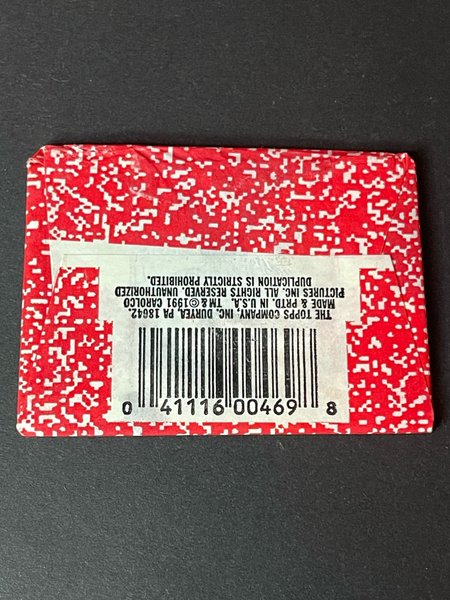 THE TOPPS COMPANY, INC. DURYEA, PA 18642.
MADE & PRTD. IN U.S.A. TM & © 1991 CAROLCO
PICTURES INC. ALL RIGHTS RESERVED. UNAUTHORIZED
DUPLICATION IS STRICTLY PROHIBITED.
0 41116 00469 8